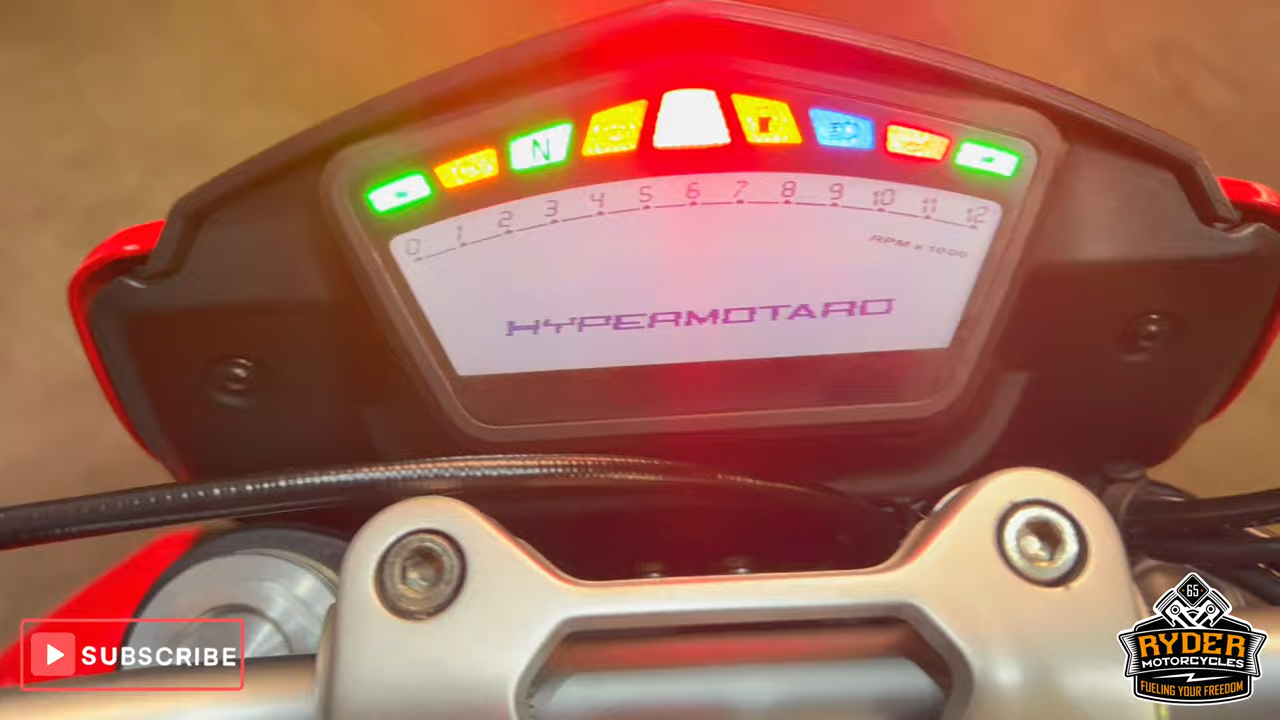 N
0 1 2 3 4 5 6 7 8 9 10 11 12
RPM x 1000
HYPERMOTARD
SUBSCRIBE
65
RYDER
MOTORCYCLES
FUELING YOUR FREEDOM